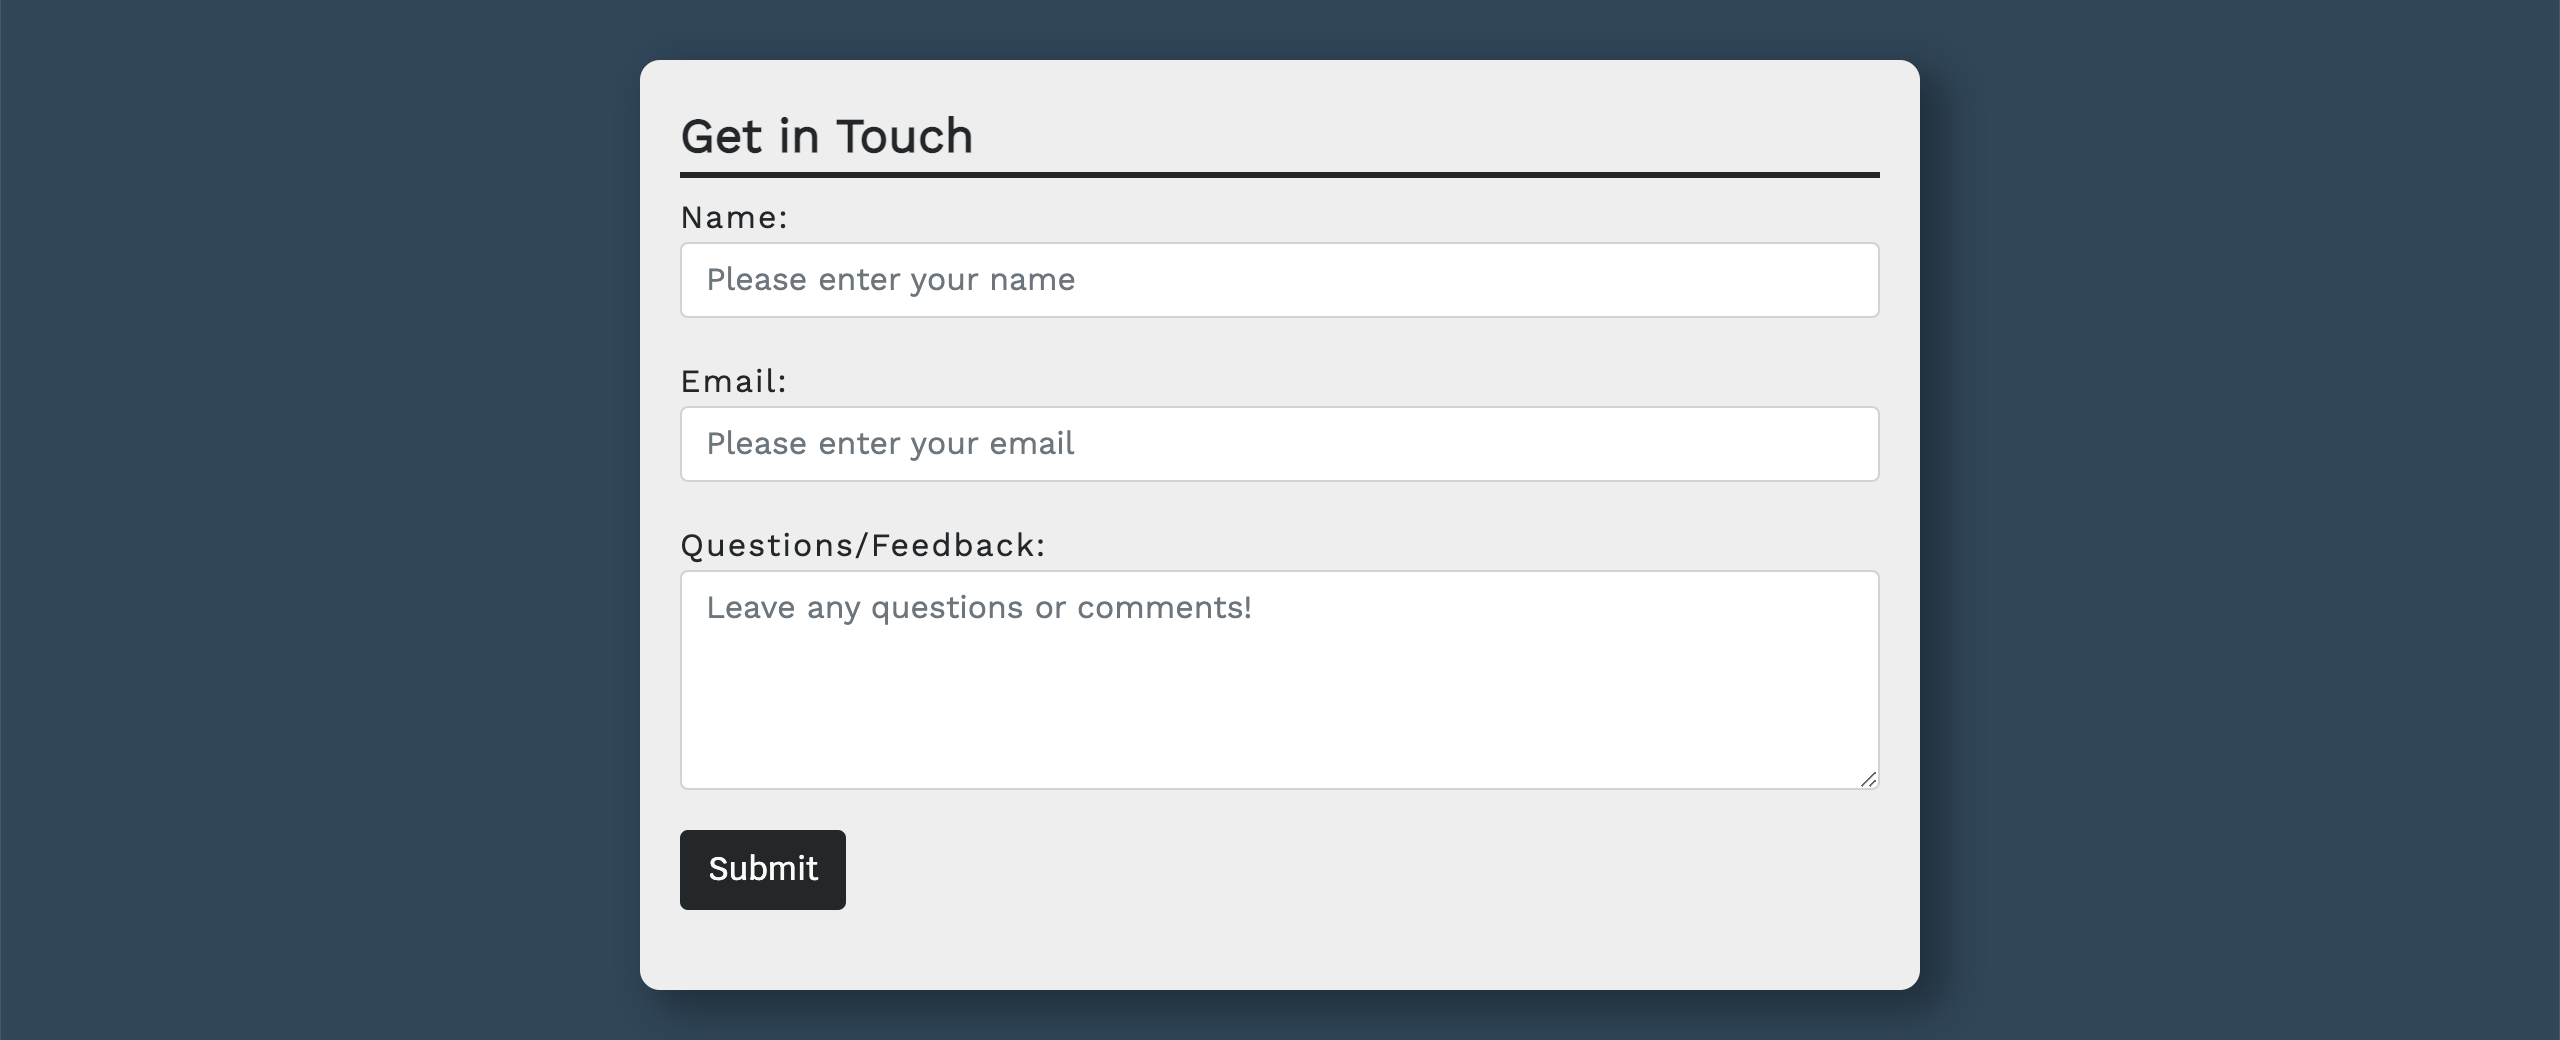 Get in Touch
Name:
Please enter your name
Email:
Please enter your email
Questions/Feedback:
Leave any questions or comments!
Submit